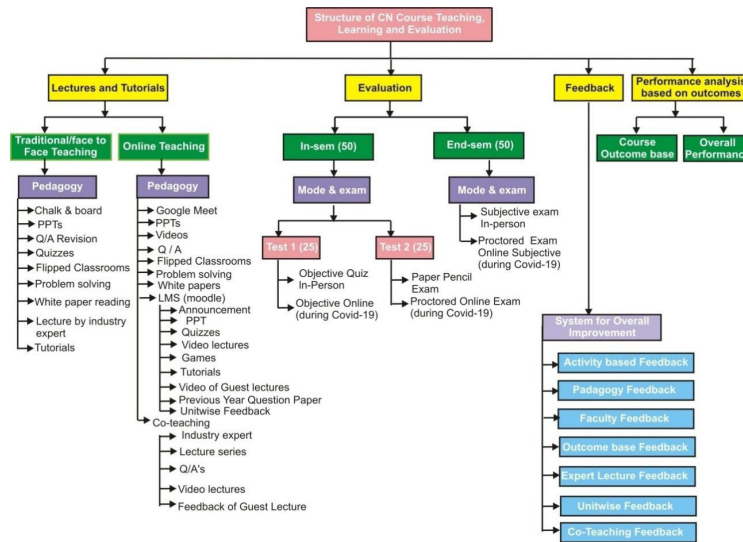 Structure of CN Course Teaching,
Learning and Evaluation
Lectures and Tutorials
Evaluation
Feedback
Performance analysis
based on outcomes
Traditional/face to
Face Teaching
Online Teaching
In-sem (50)
End-sem (50)
Course
Outcome base
Overall
Performance
Pedagogy
Chalk & board
PPTs
Q/A Revision
Quizzes
Flipped Classrooms
Problem solving
White paper reading
Lecture by industry
expert
Tutorials
Pedagogy
Google Meet
PPTs
Videos
Q / A
Flipped Classrooms
Problem solving
White papers
LMS (moodle)
Announcement
PPT
Quizzes
Video lectures
Games
Tutorials
Video of Guest lectures
Previous Year Question Paper
Unitwise Feedback
Co-teaching
Industry expert
Lecture series
Q/A's
Video lectures
Feedback of Guest Lecture
Mode & exam
Test 1 (25)
Objective Quiz
In-Person
Objective Online
(during Covid-19)
Test 2 (25)
Paper Pencil
Exam
Proctored Online Exam
(during Covid-19)
Mode & exam
Subjective exam
In-person
Proctored Exam
Online Subjective
(during Covid-19)
System for Overall
Improvement
Activity based Feedback
Padagogy Feedback
Faculty Feedback
Outcome base Feedback
Expert Lecture Feedback
Unitwise Feedback
Co-Teaching Feedback